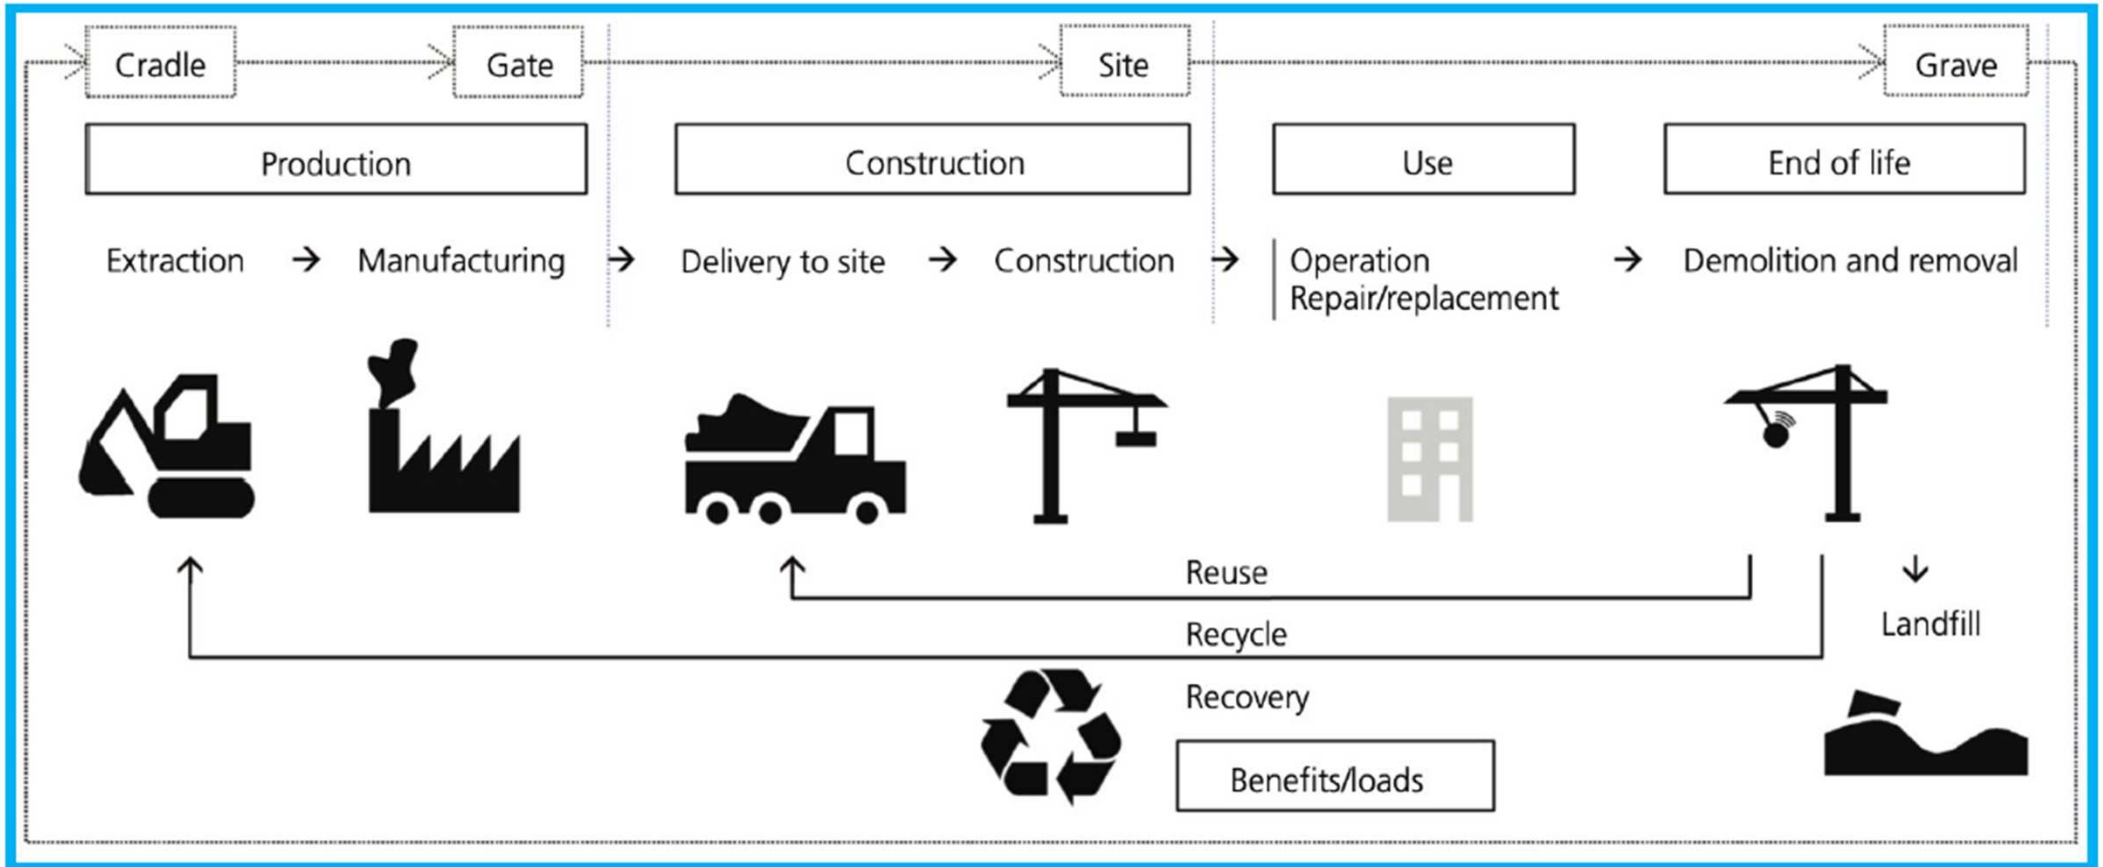 Cradle
Gate
Site
Grave
Production
Construction
Use
End of life
Extraction
Manufacturing
Delivery to site
Construction
Operation
Repair/replacement
Demolition and removal
Reuse
Recycle
Landfill
Recovery
Benefits/loads